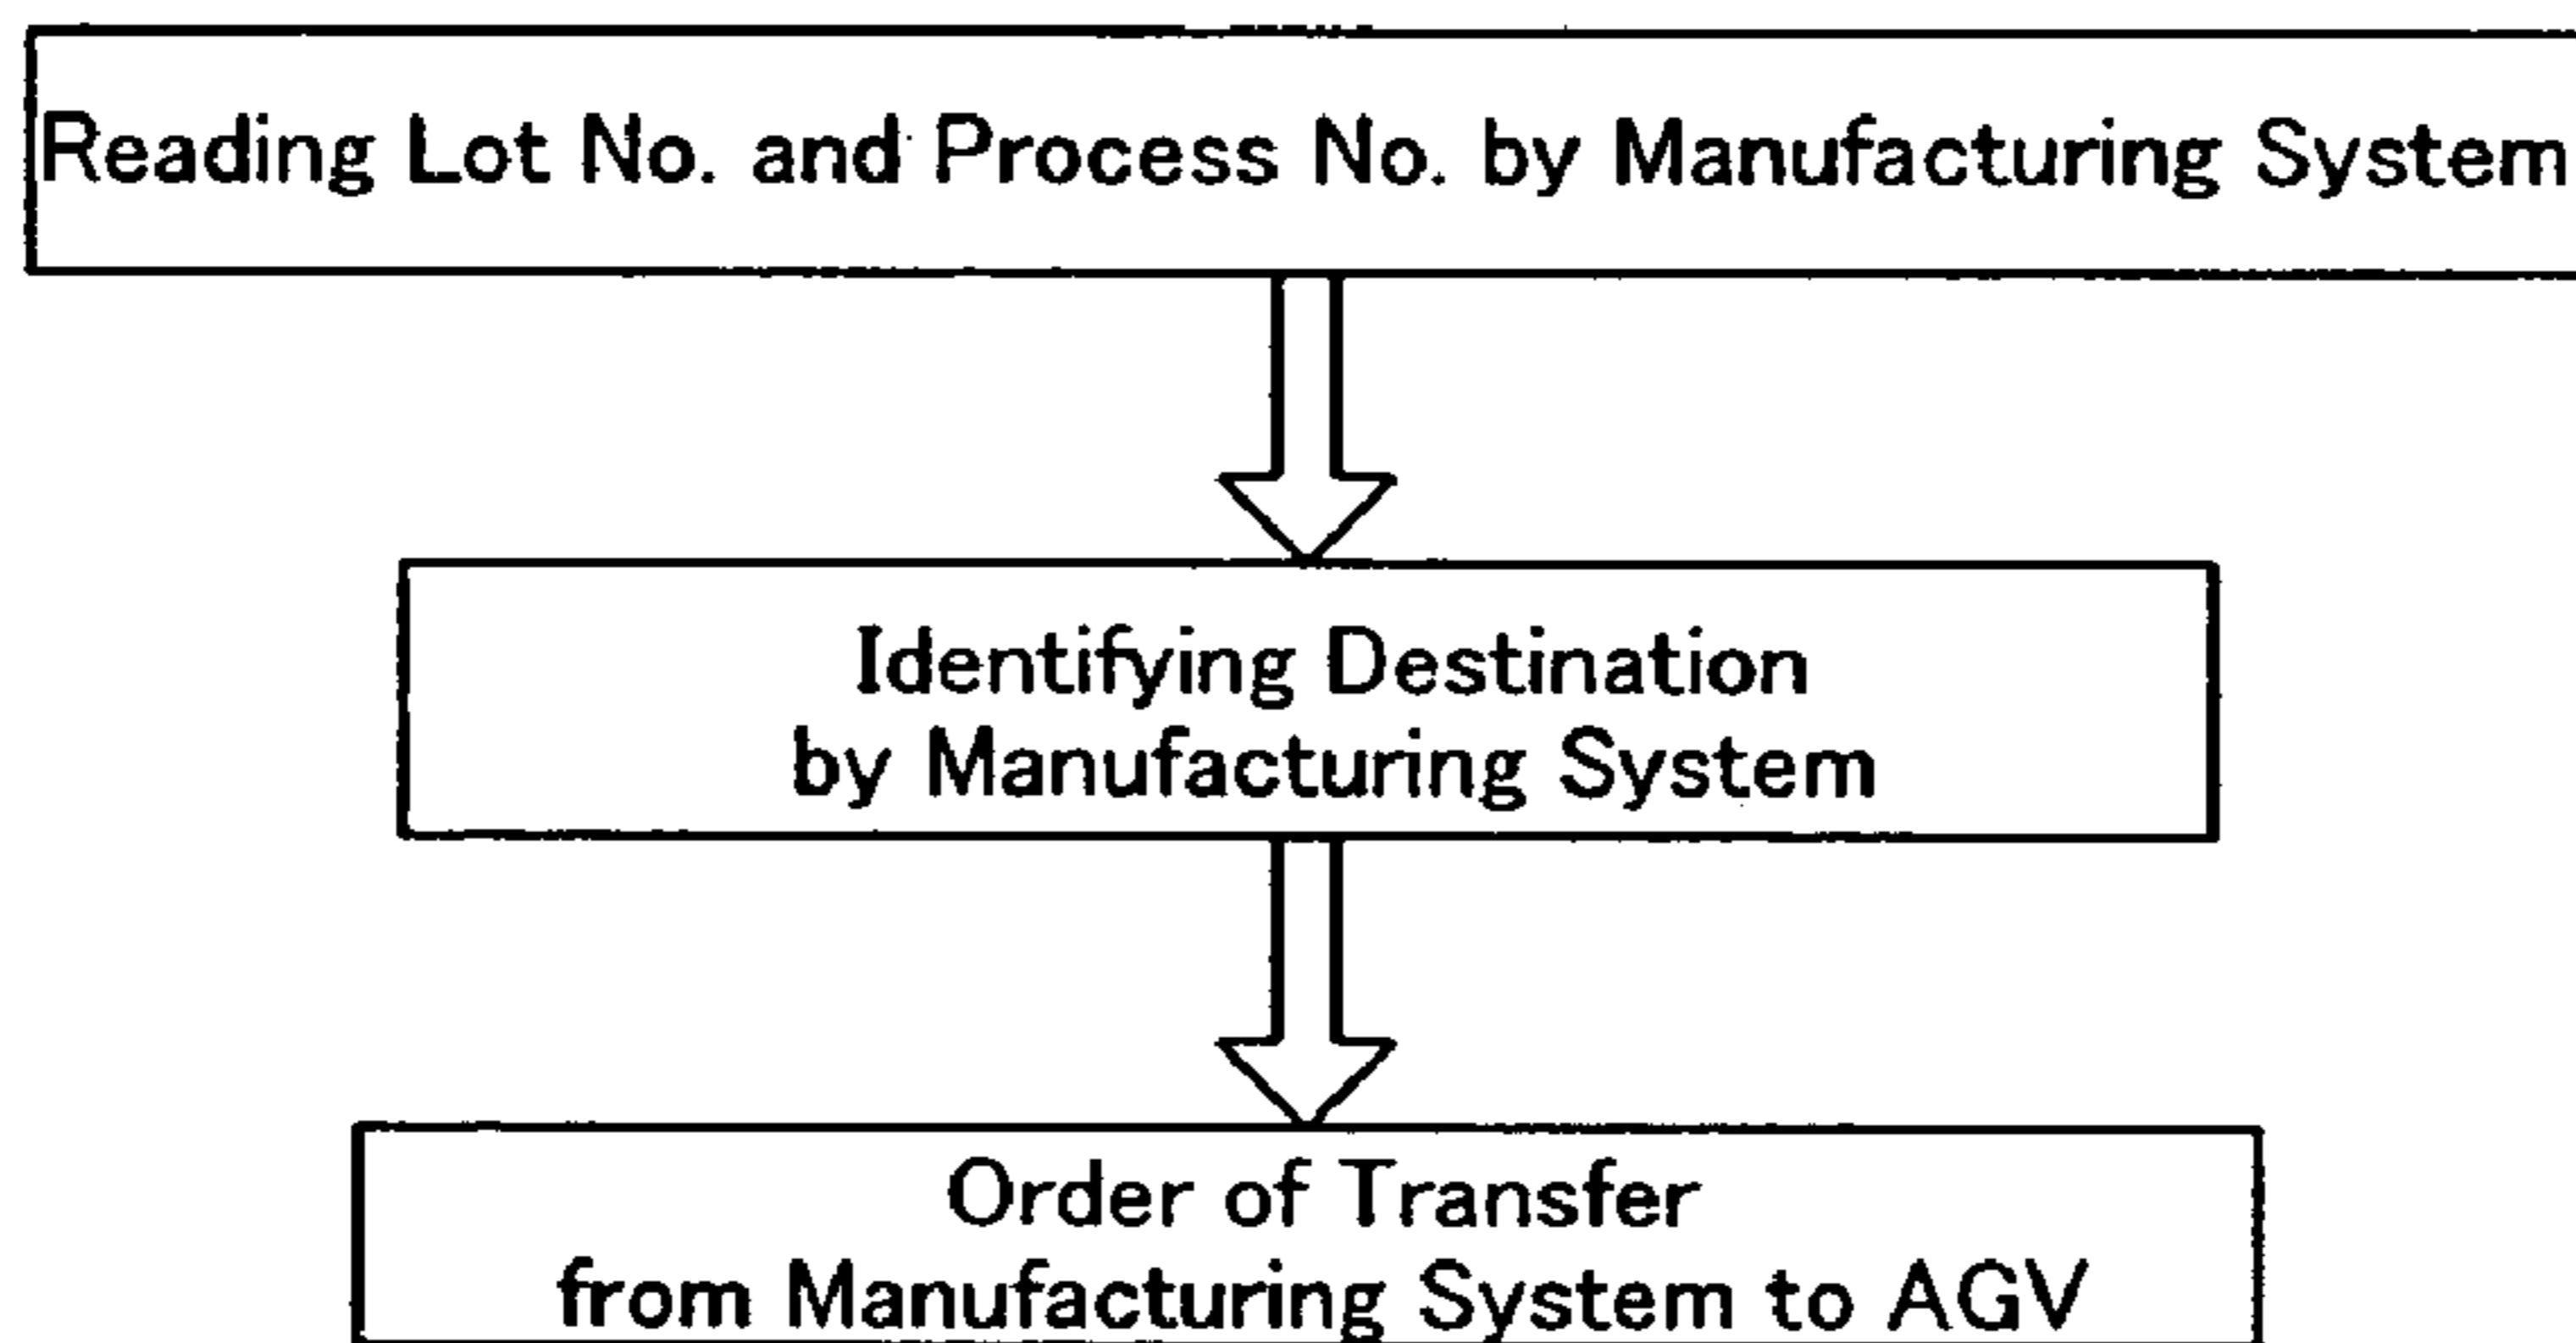 Reading Lot No. and Process No. by Manufacturing System
Identifying Destination
by Manufacturing System
Order of Transfer
from Manufacturing System to AGV